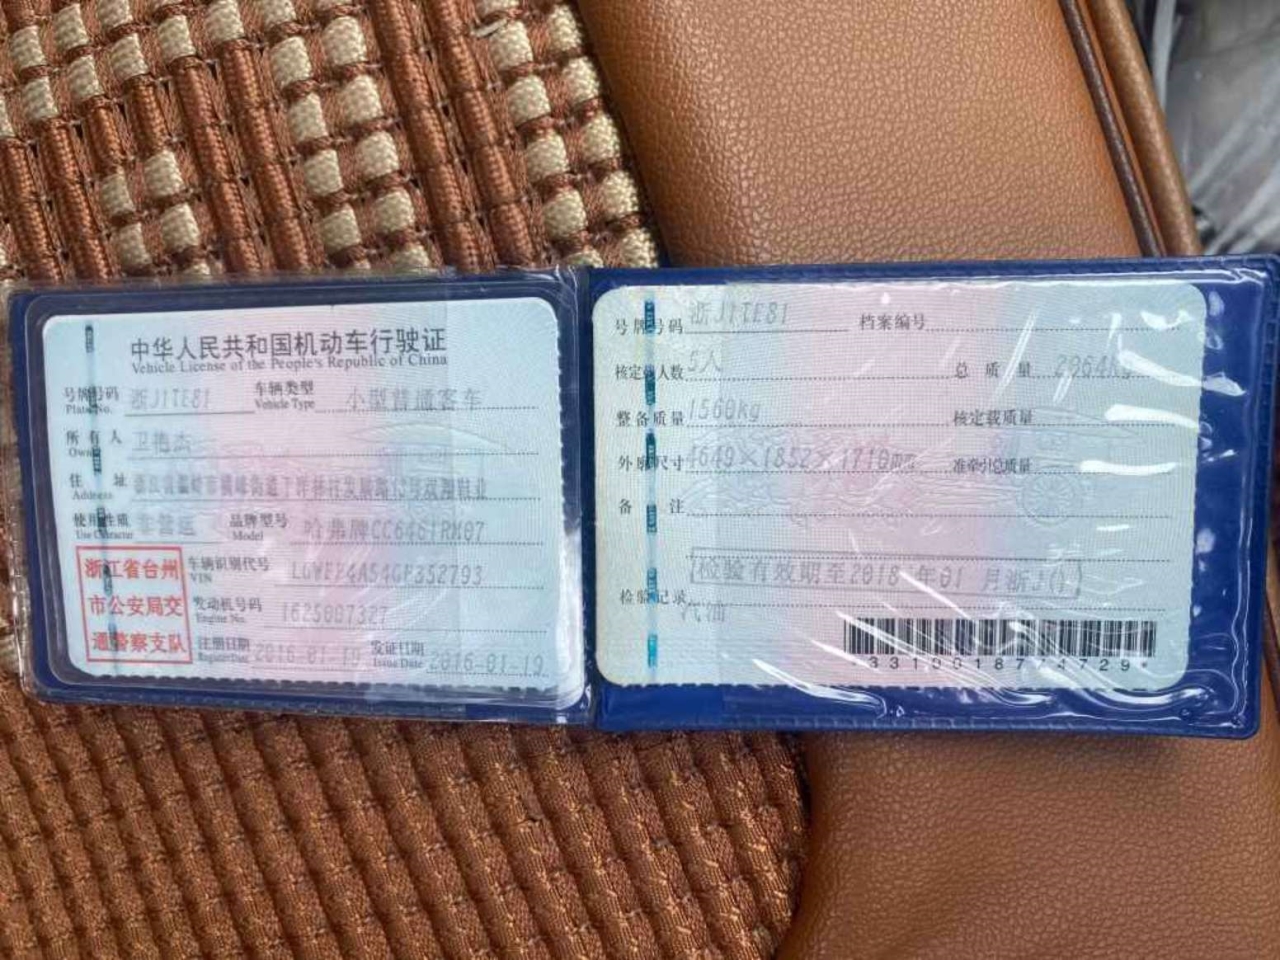 中华人民共和国机动车行驶证
Vehicle License of the People's Republic of China
号牌号码 浙J1TE81 车辆类型 小型普通客车
Plate No. Vehicle Type
所有人 卫艳杰
Owner
住址
Address
使用性质 非营运 品牌型号 哈弗牌CC6461RM07
Use Character Model
浙江省台州
市公安局交
通警察支队
车辆识别代号 LGWEF4A54GF352793
VIN
发动机号码 1625007327
Engine No.
注册日期 2016-01-19 发证日期 2016-01-19
Register Date Issue Date
号牌号码 浙J1TE81 档案编号
核定载人数 5人 总质量 2064kg
整备质量 1560kg 核定载质量
外廓尺寸 4649×1852×1710mm 准牵引总质量
备注
检验有效期至2018年01月浙J()
检验记录
汽油
*3310018774729*